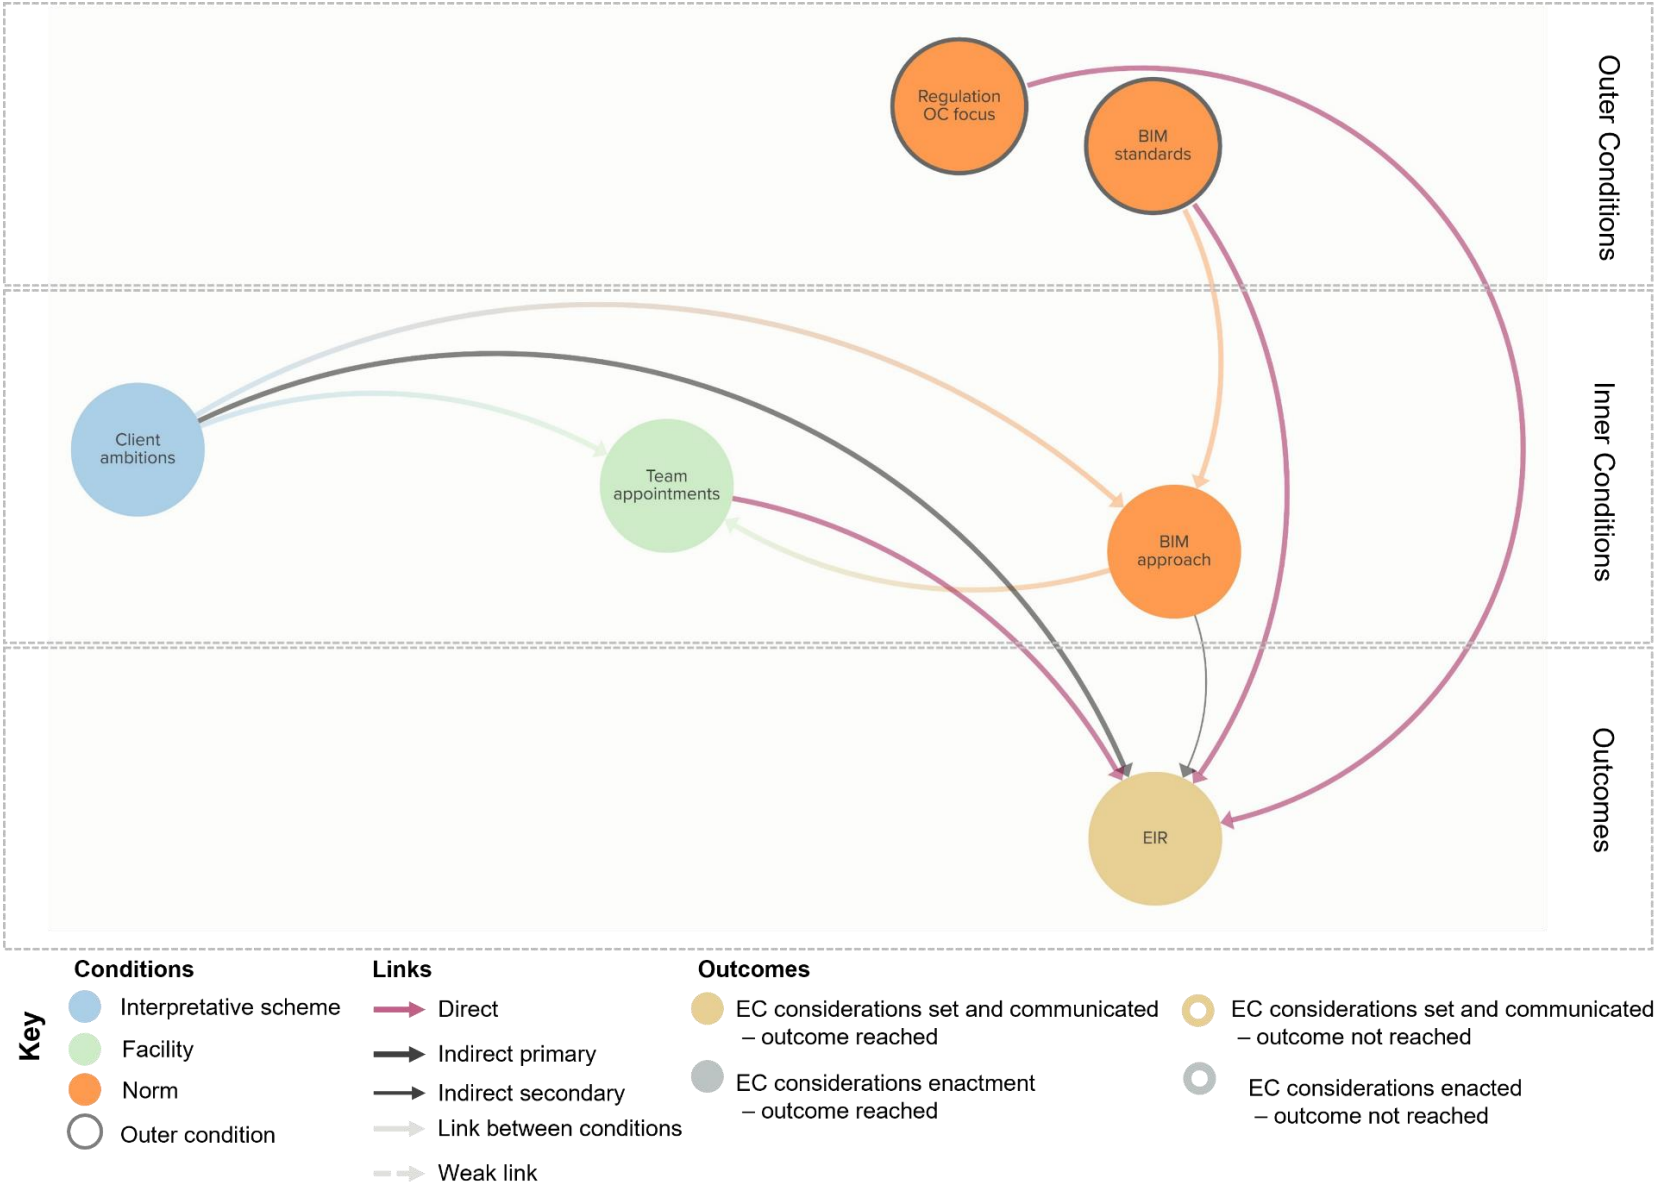 Regulation
OC focus
BIM
standards
Outer Conditions
Client
ambitions
Team
appointments
BIM
approach
Inner Conditions
EIR
Outcomes
Key
Conditions
Interpretative scheme
Facility
Norm
Outer condition
Links
Direct
Indirect primary
Indirect secondary
Link between conditions
Weak link
Outcomes
EC considerations set and communicated
– outcome reached
EC considerations enactment
– outcome reached
EC considerations set and communicated
– outcome not reached
EC considerations enacted
– outcome not reached